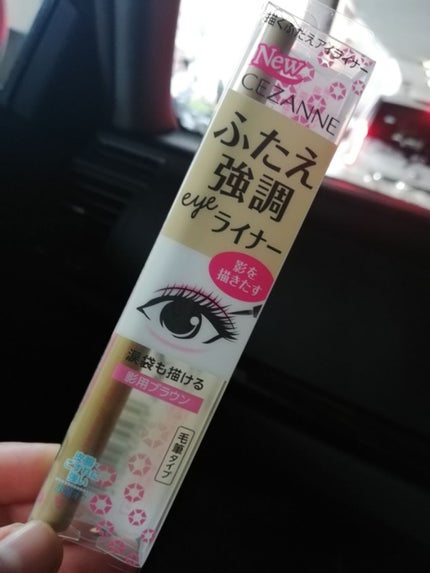 描くふたえアイライナー
New
CEZANNE
ふたえ
強調
eye
ライナー
影を
描きたす
涙袋も描ける
影用ブラウン
毛筆タイプ